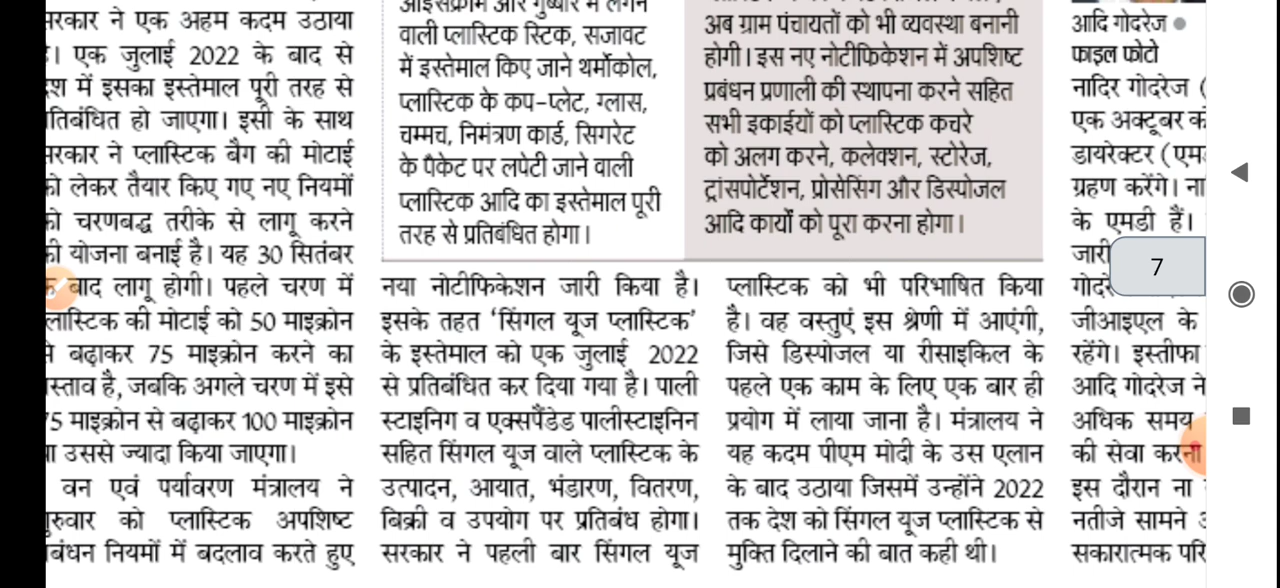 सरकार ने एक अहम कदम उठाया
है। एक जुलाई 2022 के बाद से
देश में इसका इस्तेमाल पूरी तरह से
प्रतिबंधित हो जाएगा। इसी के साथ
सरकार ने प्लास्टिक बैग की मोटाई
को लेकर तैयार किए गए नए नियमों
को चरणबद्ध तरीके से लागू करने
की योजना बनाई है। यह 30 सितंबर
के बाद लागू होगी। पहले चरण में
प्लास्टिक की मोटाई को 50 माइक्रोन
से बढ़ाकर 75 माइक्रोन करने का
प्रस्ताव है, जबकि अगले चरण में इसे
75 माइक्रोन से बढ़ाकर 100 माइक्रोन
या उससे ज्यादा किया जाएगा।
वन एवं पर्यावरण मंत्रालय ने
गुरुवार को प्लास्टिक अपशिष्ट
प्रबंधन नियमों में बदलाव करते हुए
आइसक्रीम और गुब्बारे में लगने
वाली प्लास्टिक स्टिक, सजावट
में इस्तेमाल किए जाने थर्मोकोल,
प्लास्टिक के कप-प्लेट, ग्लास,
चम्मच, निमंत्रण कार्ड, सिगरेट
के पैकेट पर लपेटी जाने वाली
प्लास्टिक आदि का इस्तेमाल पूरी
तरह से प्रतिबंधित होगा।
अब ग्राम पंचायतों को भी व्यवस्था बनानी
होगी। इस नए नोटीफिकेशन में अपशिष्ट
प्रबंधन प्रणाली की स्थापना करने सहित
सभी इकाईयों को प्लास्टिक कचरे
को अलग करने, कलेक्शन, स्टोरेज,
ट्रांसपोर्टेशन, प्रोसेसिंग और डिस्पोजल
आदि कार्यों को पूरा करना होगा।
नया नोटीफिकेशन जारी किया है।
इसके तहत ‘सिंगल यूज प्लास्टिक’
के इस्तेमाल को एक जुलाई 2022
से प्रतिबंधित कर दिया गया है। पाली
स्टाइनिग व एक्सपैंडेड पालीस्टाइनिन
सहित सिंगल यूज वाले प्लास्टिक के
उत्पादन, आयात, भंडारण, वितरण,
बिक्री व उपयोग पर प्रतिबंध होगा।
सरकार ने पहली बार सिंगल यूज
प्लास्टिक को भी परिभाषित किया
है। वह वस्तुएं इस श्रेणी में आएंगी,
जिसे डिस्पोजल या रीसाइकिल के
पहले एक काम के लिए एक बार ही
प्रयोग में लाया जाना है। मंत्रालय ने
यह कदम पीएम मोदी के उस एलान
के बाद उठाया जिसमें उन्होंने 2022
तक देश को सिंगल यूज प्लास्टिक से
मुक्ति दिलाने की बात कही थी।
आदि गोदरेज
फाइल फोटो
नादिर गोदरेज (
एक अक्टूबर
डायरेक्टर (
ग्रहण करेंगे।
के एमडी हैं।
जारी
जीआइएल के
रहेंगे। इस्तीफा
आदि गोदरेज ने
अधिक समय
की सेवा करनी
इस दौरान ना
नतीजे सामने
सकारात्मक
7